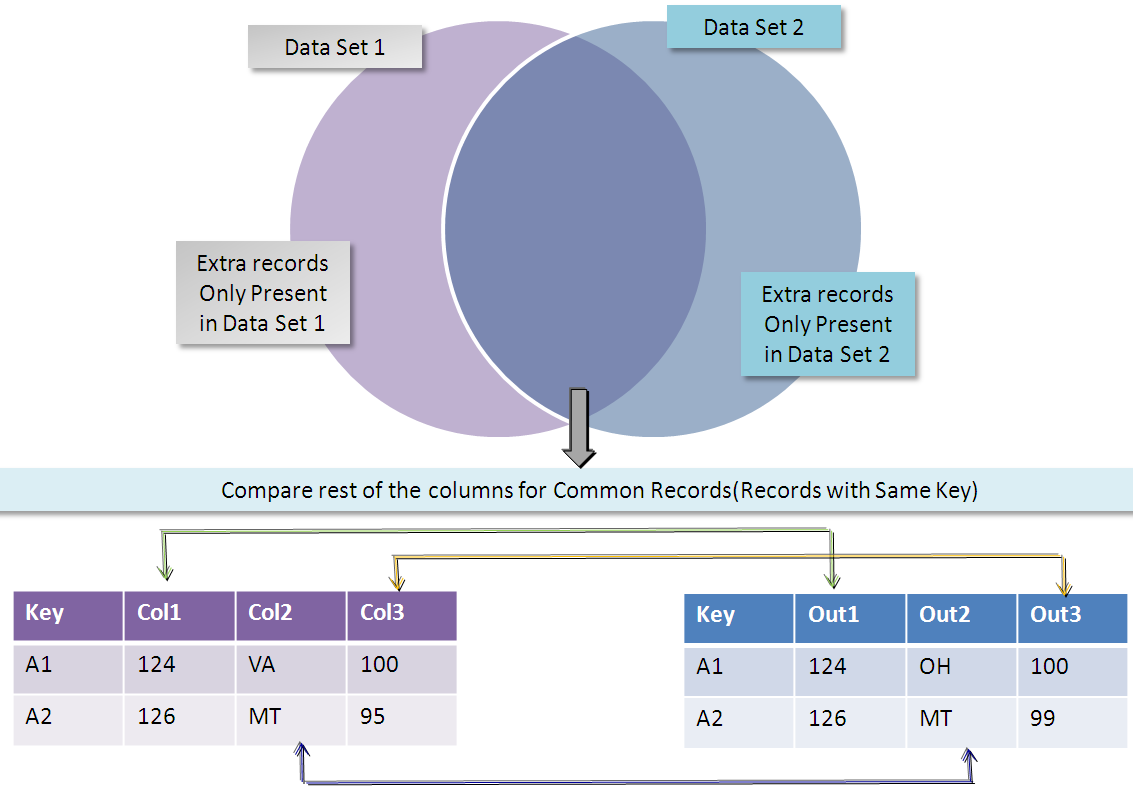 Data Set 1
Data Set 2
Extra records
Only Present
in Data Set 1
Extra records
Only Present
in Data Set 2
Compare rest of the columns for Common Records(Records with Same Key)
Key Col1 Col2 Col3
A1 124 VA 100
A2 126 MT 95
Key Out1 Out2 Out3
A1 124 OH 100
A2 126 MT 99